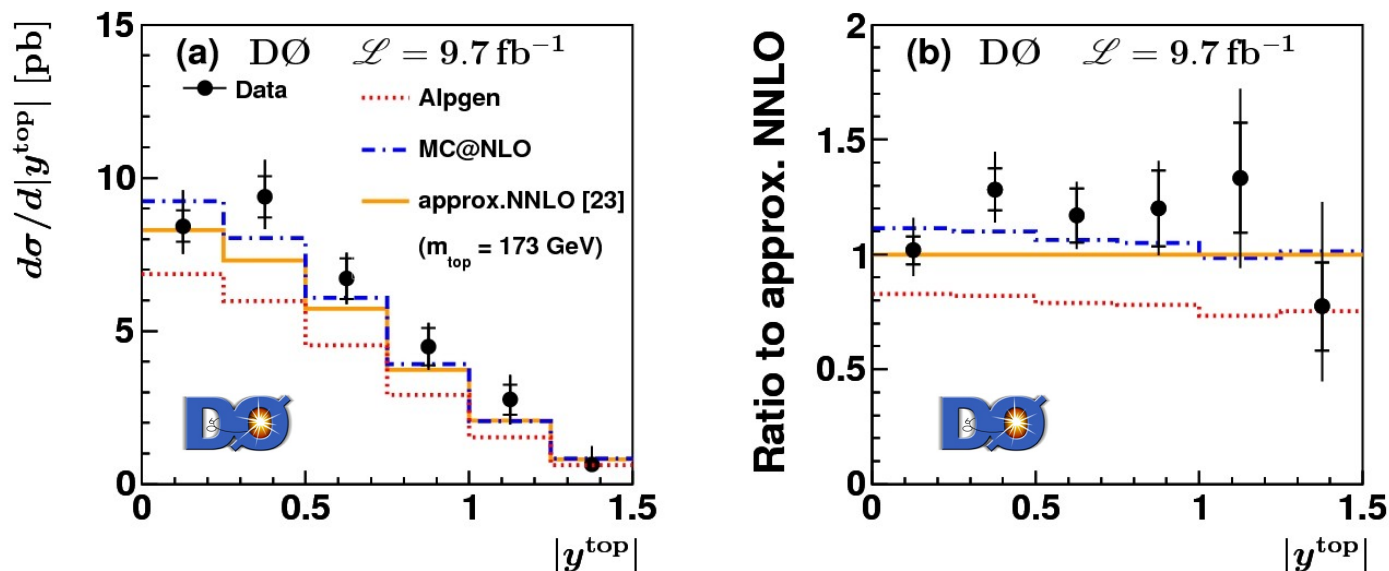 dσ/d|y^top| [pb]
15
10
5
0
(a) DØ ℒ = 9.7 fb⁻¹
Data
Alpgen
MC@NLO
approx.NNLO [23]
(m_top = 173 GeV)
DØ
0 0.5 1 1.5
|y^top|
Ratio to approx. NNLO
2
1.5
1
0.5
0
(b) DØ ℒ = 9.7 fb⁻¹
DØ
0 0.5 1 1.5
|y^top|